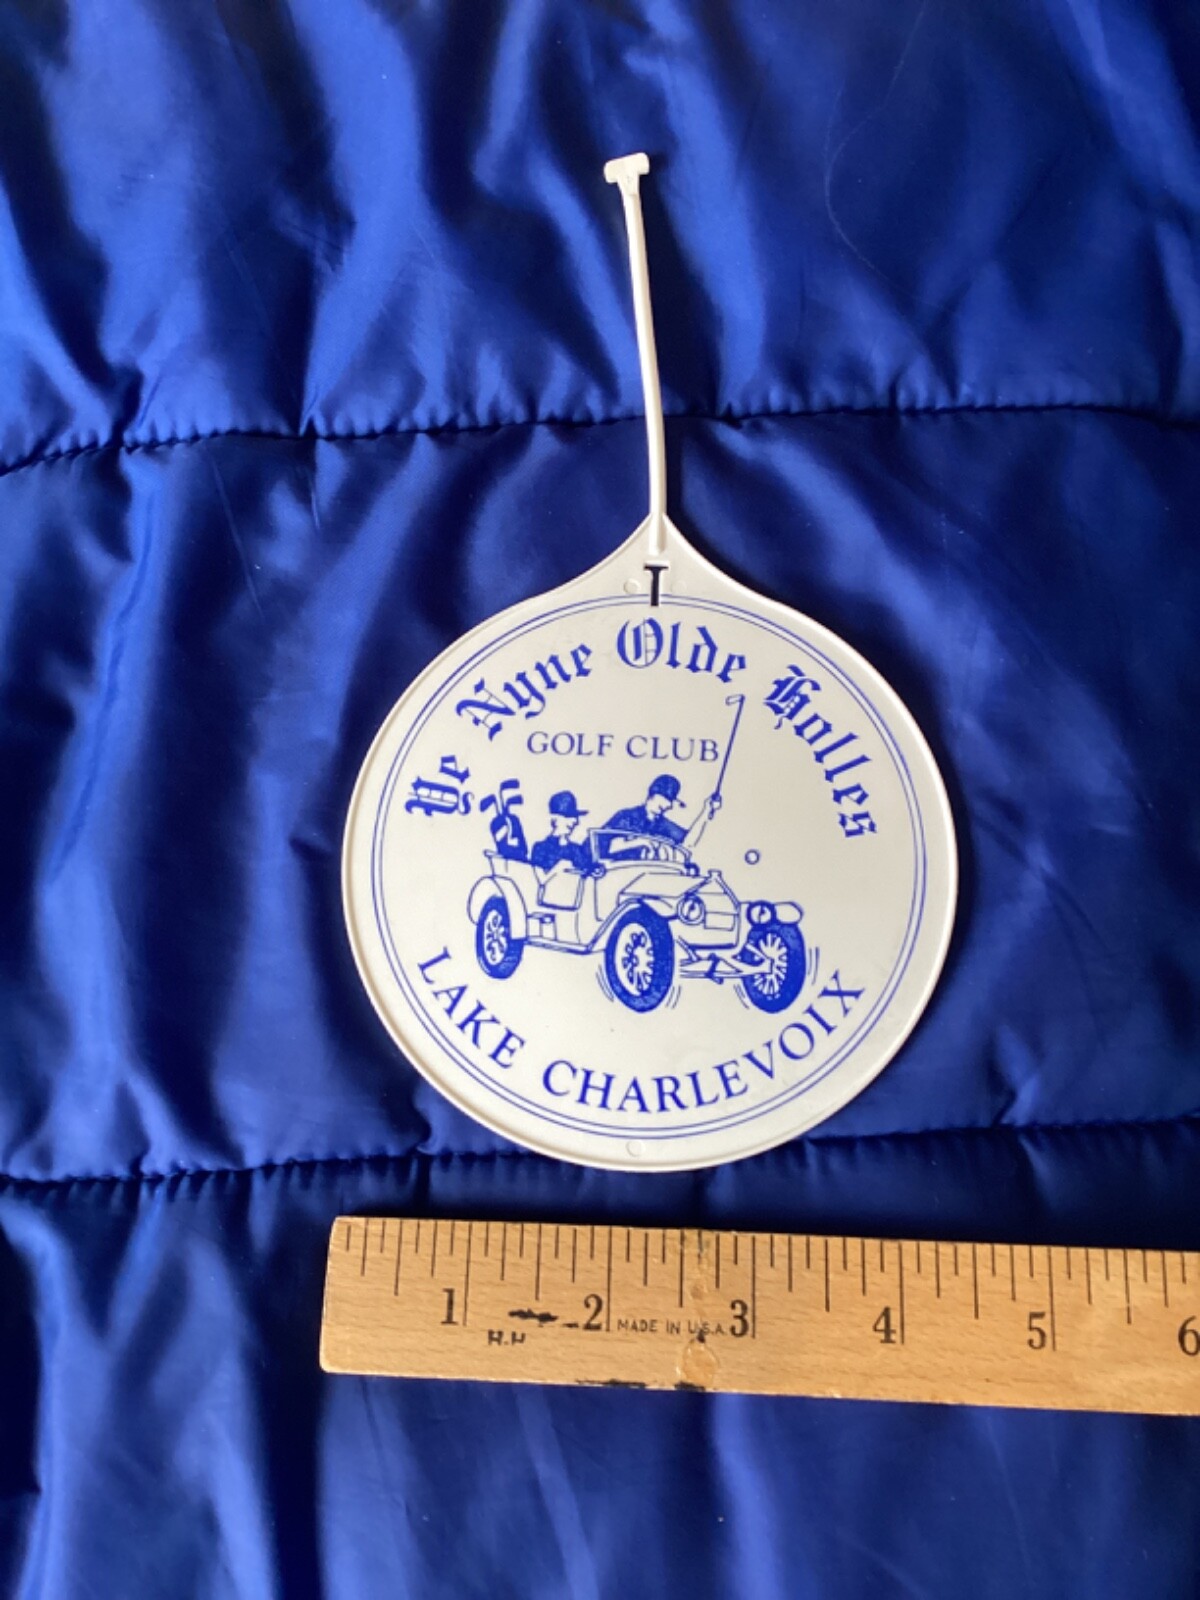 Ye Nyne Olde Holles
GOLF CLUB
LAKE CHARLEVOIX
1 2 3 4 5 6
H.H
MADE IN U.S.A.